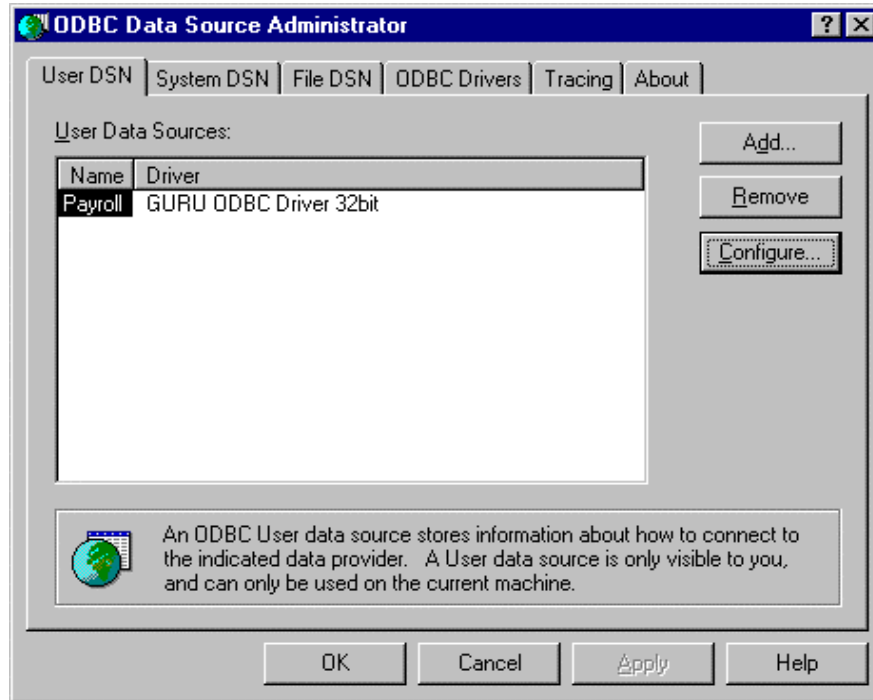 ODBC Data Source Administrator
User DSN System DSN File DSN ODBC Drivers Tracing About
User Data Sources:
Add...
Name Driver
Payroll GURU ODBC Driver 32bit
Remove
Configure...
An ODBC User data source stores information about how to connect to
the indicated data provider. A User data source is only visible to you,
and can only be used on the current machine.
OK Cancel Apply Help